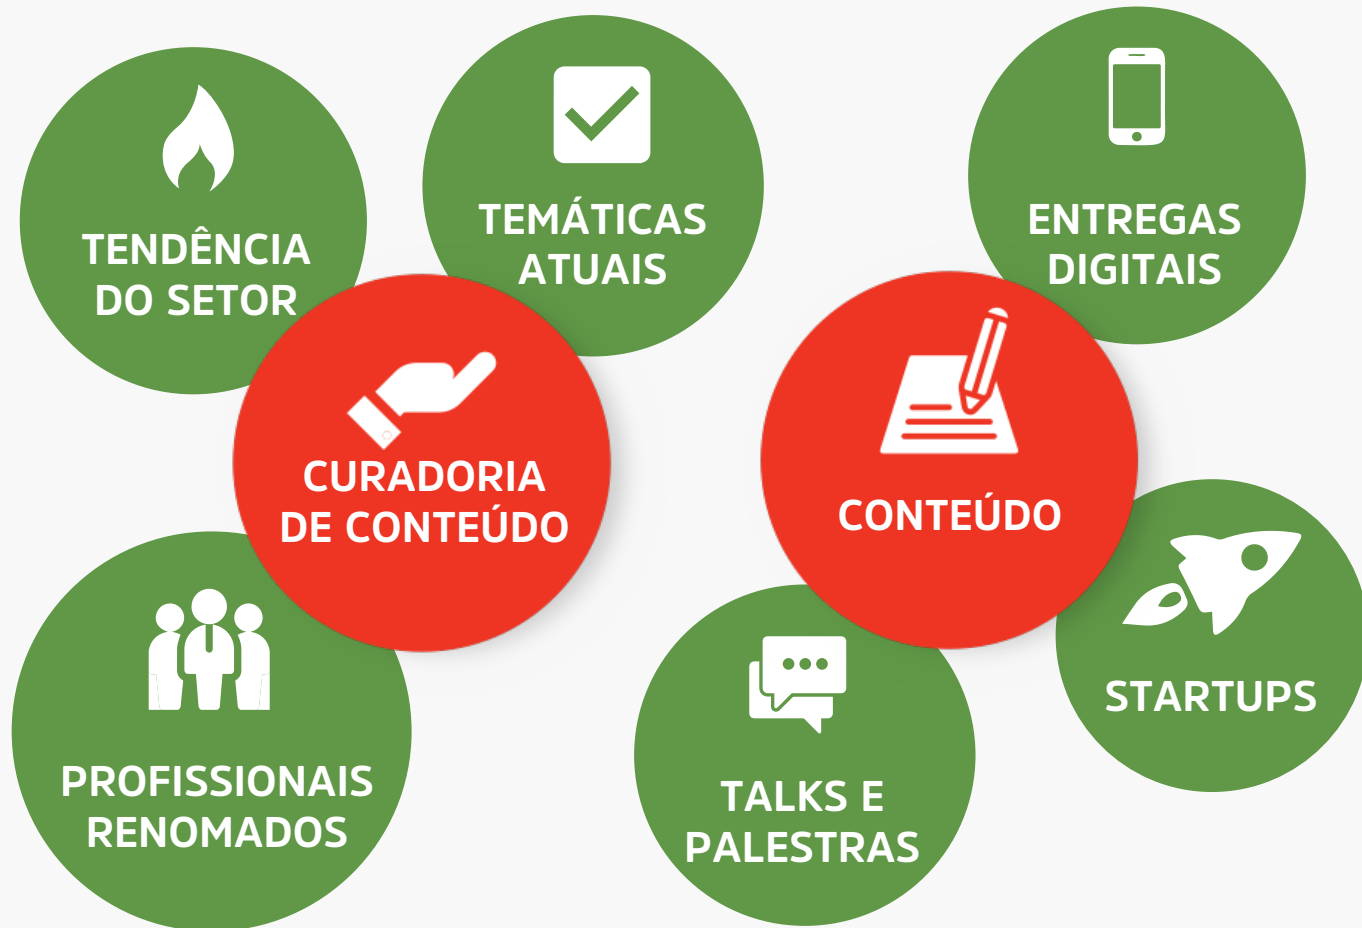 TENDÊNCIA
DO SETOR
TEMÁTICAS
ATUAIS
ENTREGAS
DIGITAIS
CURADORIA
DE CONTEÚDO
CONTEÚDO
PROFISSIONAIS
RENOMADOS
TALKS E
PALESTRAS
STARTUPS